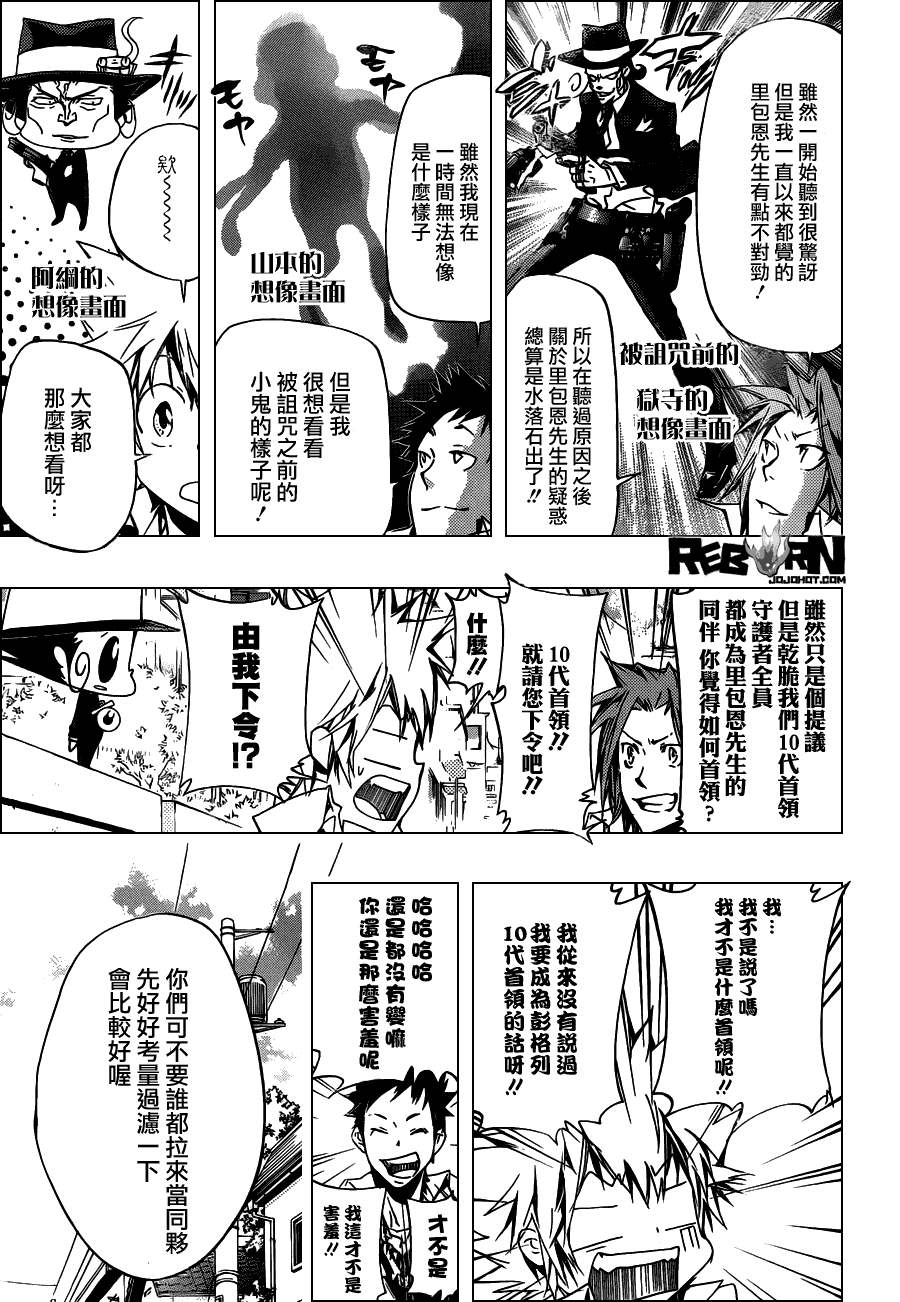 雖然一開始聽到很驚訝
但是我一直以來都覺的
里包恩先生有點不對勁！
所以在聽過原因之後
關於里包恩先生的疑惑
總算是水落石出了!!
被詛咒前的
獄寺的
想像畫面
雖然我現在
一時間無法想像
是什麼樣子
モヤ
モヤ
山本的
想像畫面
但是我
很想看看
被詛咒之前的
小鬼的樣子呢！
欸～～～
阿綱的
想像畫面
大家都
那麼想看呀…
REBORN
JOJOHOT.COM
雖然只是個提議
但是乾脆我們10代首領
守護者全員
都成為里包恩先生的
同伴 你覺得如何首領？
10代首領!!
就請您下令吧!!
什麼!!
由我下令!?
我…
我不是說了嗎
我才不是什麼首領呢!!
我從來沒有說過
我要成為彭格列
10代首領的話呀!!
哈哈哈哈
還是都沒有變嘛
你還是那麼害羞呢
才不是
我這才不是
害羞!!
你們可不要誰都拉來當同夥
先好好考量過濾一下
會比較好喔